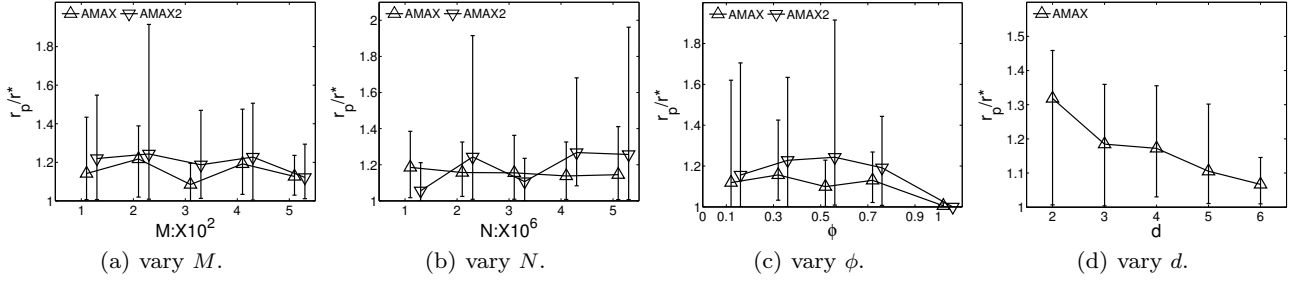 AMAX AMAX2
1.8
1.6
1.4
1.2
1
r_p/r*
1 2 3 4 5
M:X10^2
(a) vary M.
AMAX AMAX2
2
1.8
1.6
1.4
1.2
1
r_p/r*
1 2 3 4 5
N:X10^6
(b) vary N.
AMAX AMAX2
1.8
1.6
1.4
1.2
1
r_p/r*
0 0.1 0.3 0.5 0.7 0.9 1
ϕ
(c) vary ϕ.
AMAX
1.5
1.4
1.3
1.2
1.1
1
r_p/r*
2 3 4 5 6
d
(d) vary d.